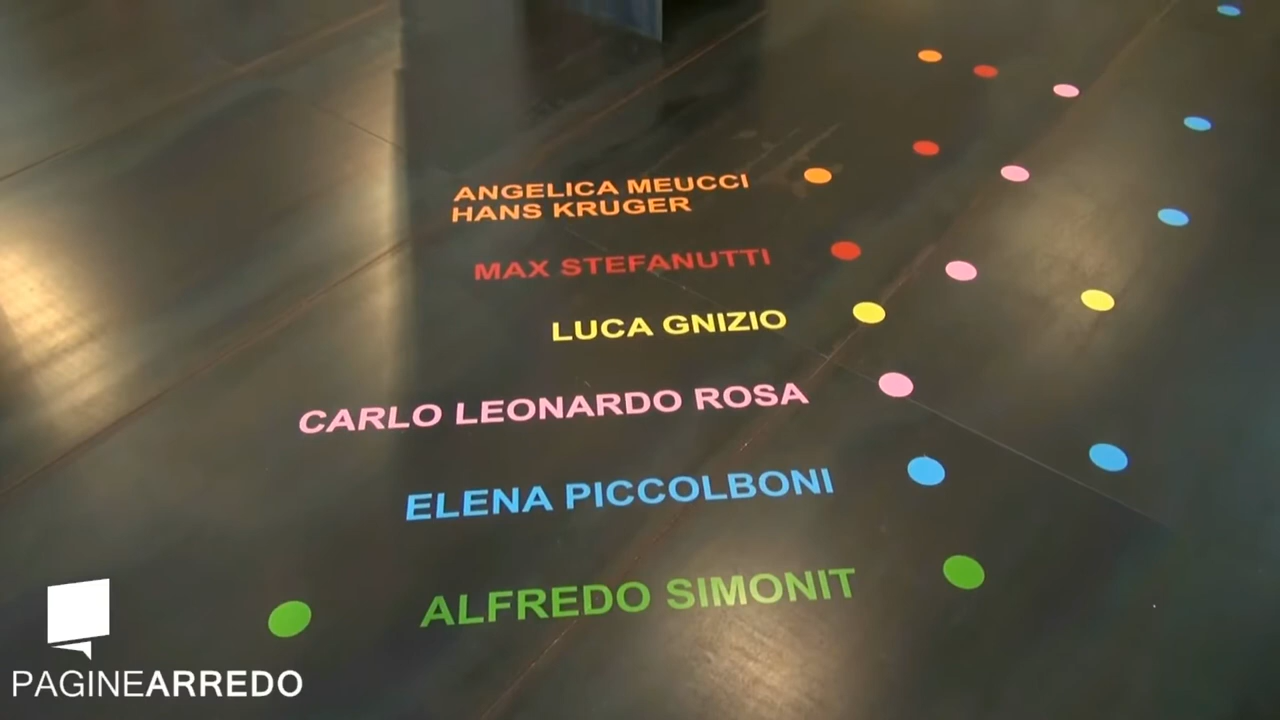 ANGELICA MEUCCI
HANS KRUGER
MAX STEFANUTTI
LUCA GNIZIO
CARLO LEONARDO ROSA
ELENA PICCOLBONI
ALFREDO SIMONIT
PAGINEARREDO